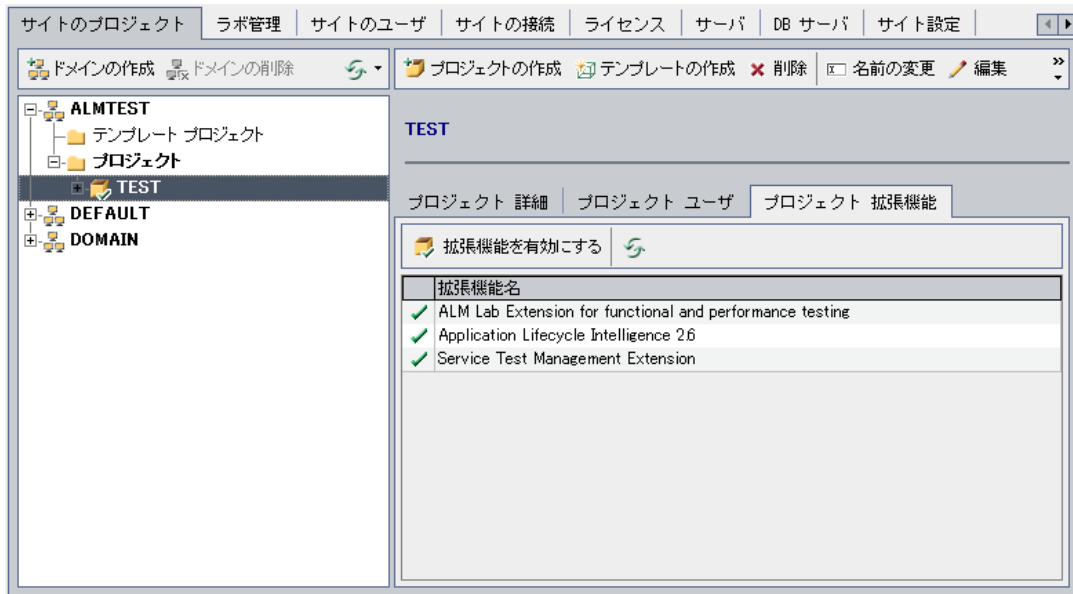 サイトのプロジェクト ラボ管理 サイトのユーザ サイトの接続 ライセンス サーバ DB サーバ サイト設定
ドメインの作成 ドメインの削除 プロジェクトの作成 テンプレートの作成 削除 名前の変更 編集
ALMTEST
テンプレート プロジェクト
プロジェクト
TEST
DEFAULT
DOMAIN
TEST
プロジェクト 詳細 プロジェクト ユーザ プロジェクト 拡張機能
拡張機能を有効にする
拡張機能名
ALM Lab Extension for functional and performance testing
Application Lifecycle Intelligence 2.6
Service Test Management Extension